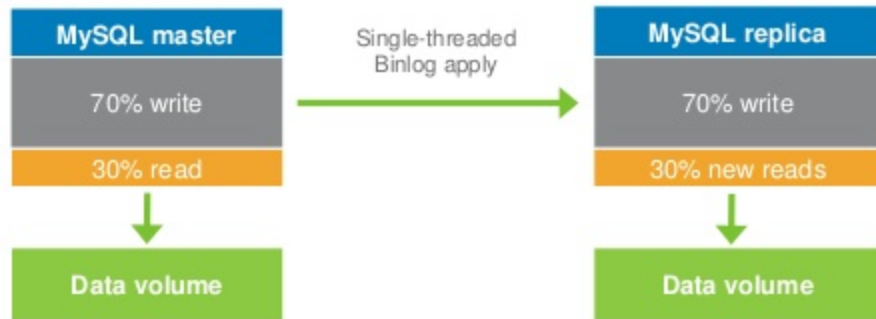 MySQL master
70% write
30% read
Data volume
Single-threaded
Binlog apply
MySQL replica
70% write
30% new reads
Data volume